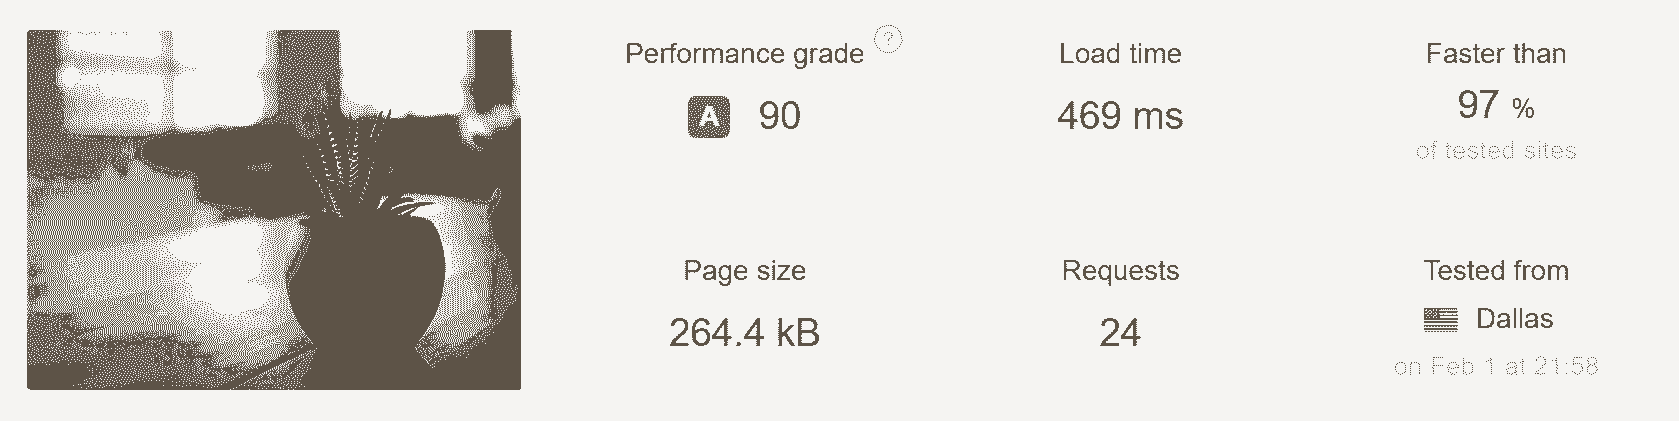 Performance grade ?
A 90
Load time
469 ms
Faster than
97 %
of tested sites
Page size
264.4 kB
Requests
24
Tested from
Dallas
on Feb 1 at 21:58